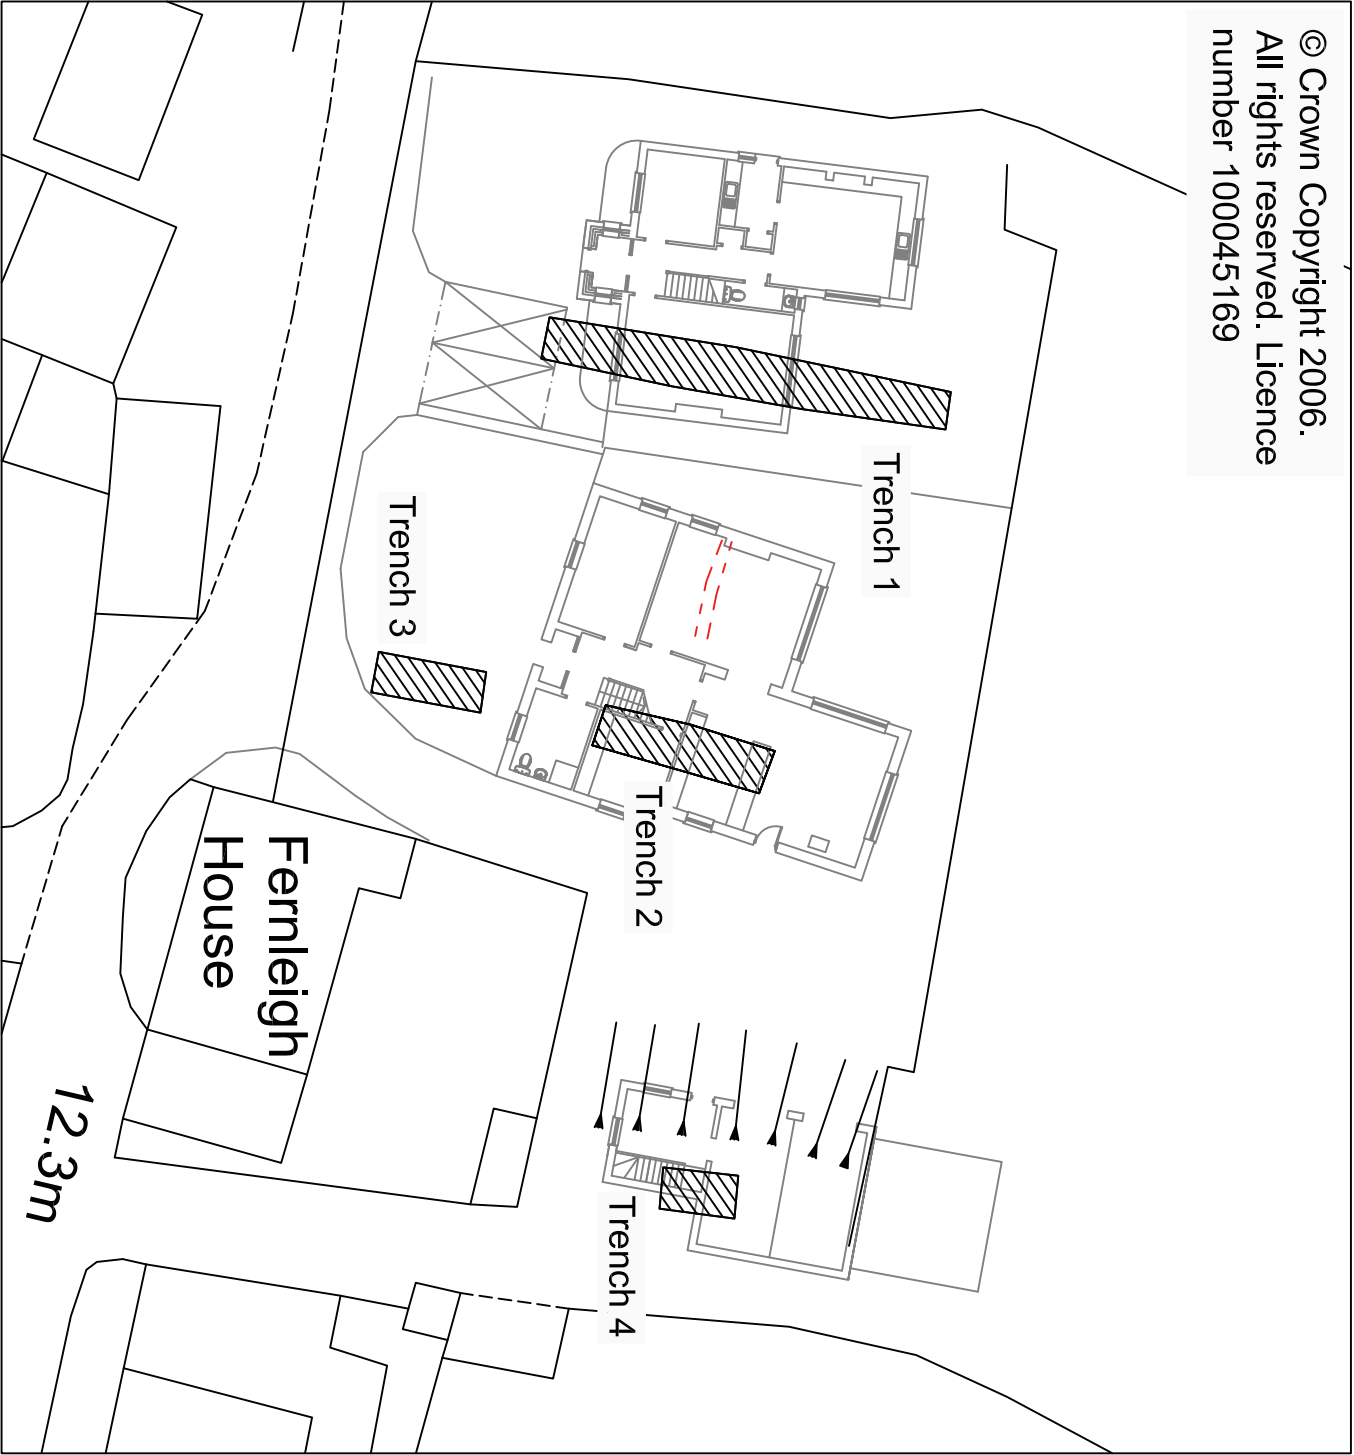 © Crown Copyright 2006.
All rights reserved. Licence
number 100045169
Trench 1
Trench 3
Trench 2
Fernleigh
House
Trench 4
12.3m